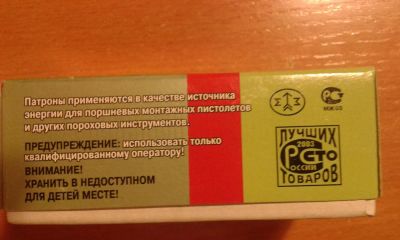 Патроны применяются в качестве источника
энергии для поршневых монтажных пистолетов
и других пороховых инструментов.
ПРЕДУПРЕЖДЕНИЕ: использовать только
квалифицированному оператору!
ВНИМАНИЕ!
ХРАНИТЬ В НЕДОСТУПНОМ
ДЛЯ ДЕТЕЙ МЕСТЕ!
ЛУЧШИХ
2003
СТО
РОССИИ
ТОВАРОВ